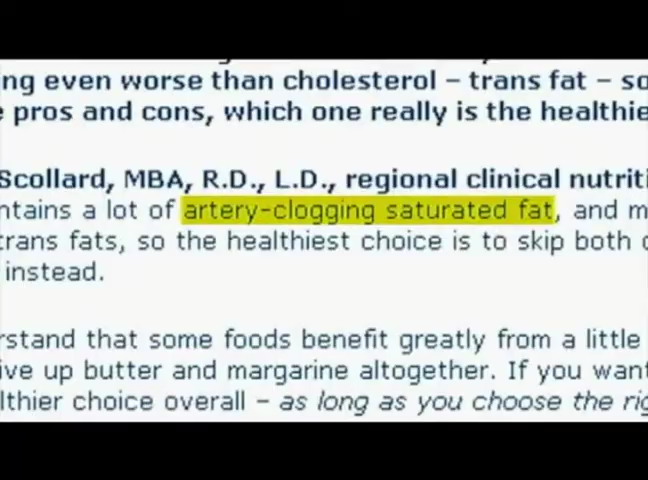 ng even worse than cholesterol – trans fat – so
pros and cons, which one really is the healthie
Scollard, MBA, R.D., L.D., regional clinical nutriti
ntains a lot of artery-clogging saturated fat, and m
trans fats, so the healthiest choice is to skip both
instead.
rstand that some foods benefit greatly from a little
ive up butter and margarine altogether. If you want
lthier choice overall – as long as you choose the rig